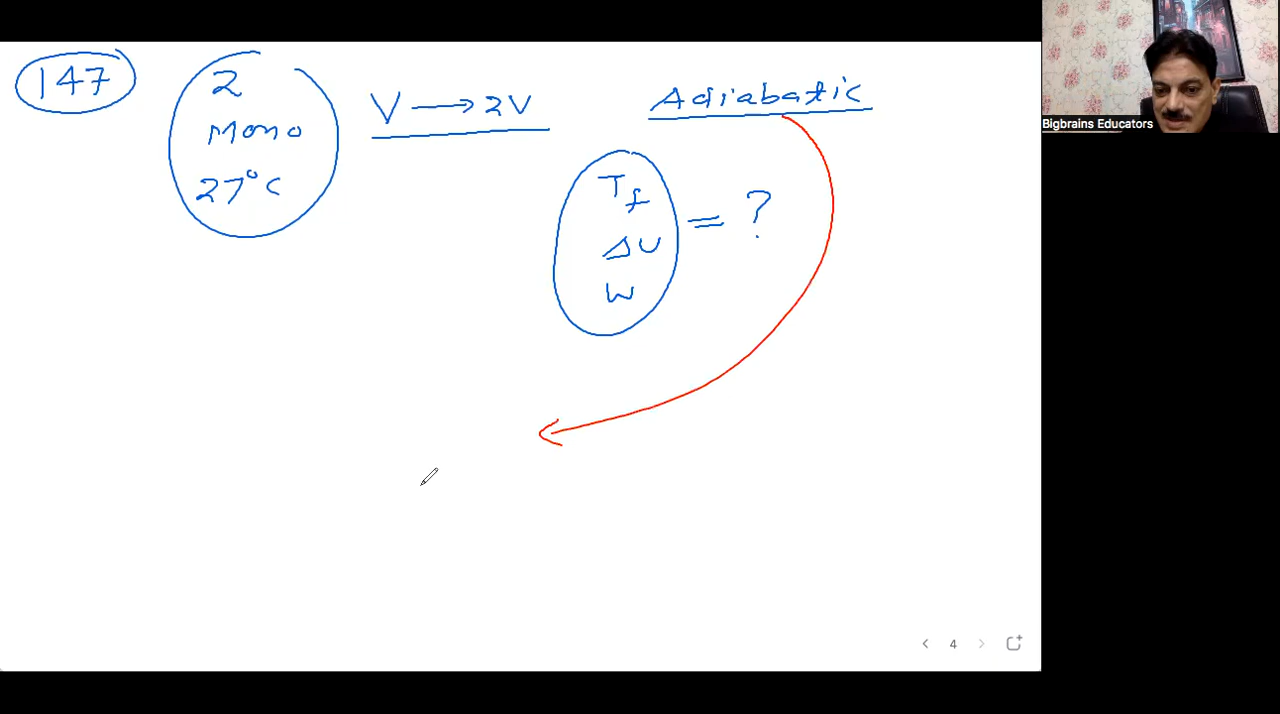 147
2
Mono
27°C
V → 2V
Adiabatic
Tf
ΔU
W
= ?
Bigbrains Educators
4